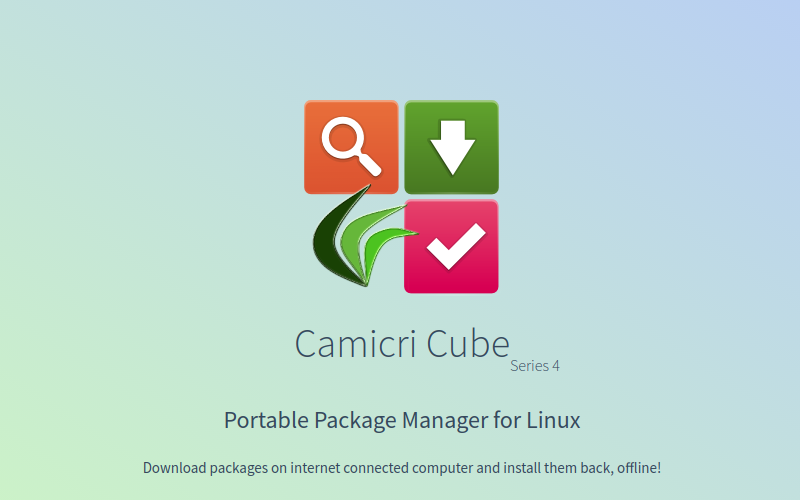 Camicri Cube
Series 4
Portable Package Manager for Linux
Download packages on internet connected computer and install them back, offline!